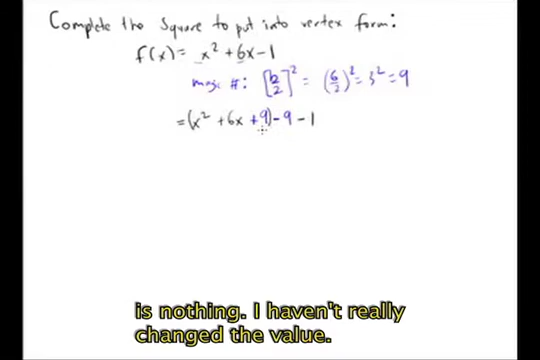 Complete the Square to put into vertex form:
f(x) = x² + 6x - 1
magic #: [b/2]² = (6/2)² = 3² = 9
= (x² + 6x + 9) - 9 - 1
is nothing. I haven't really
changed the value.